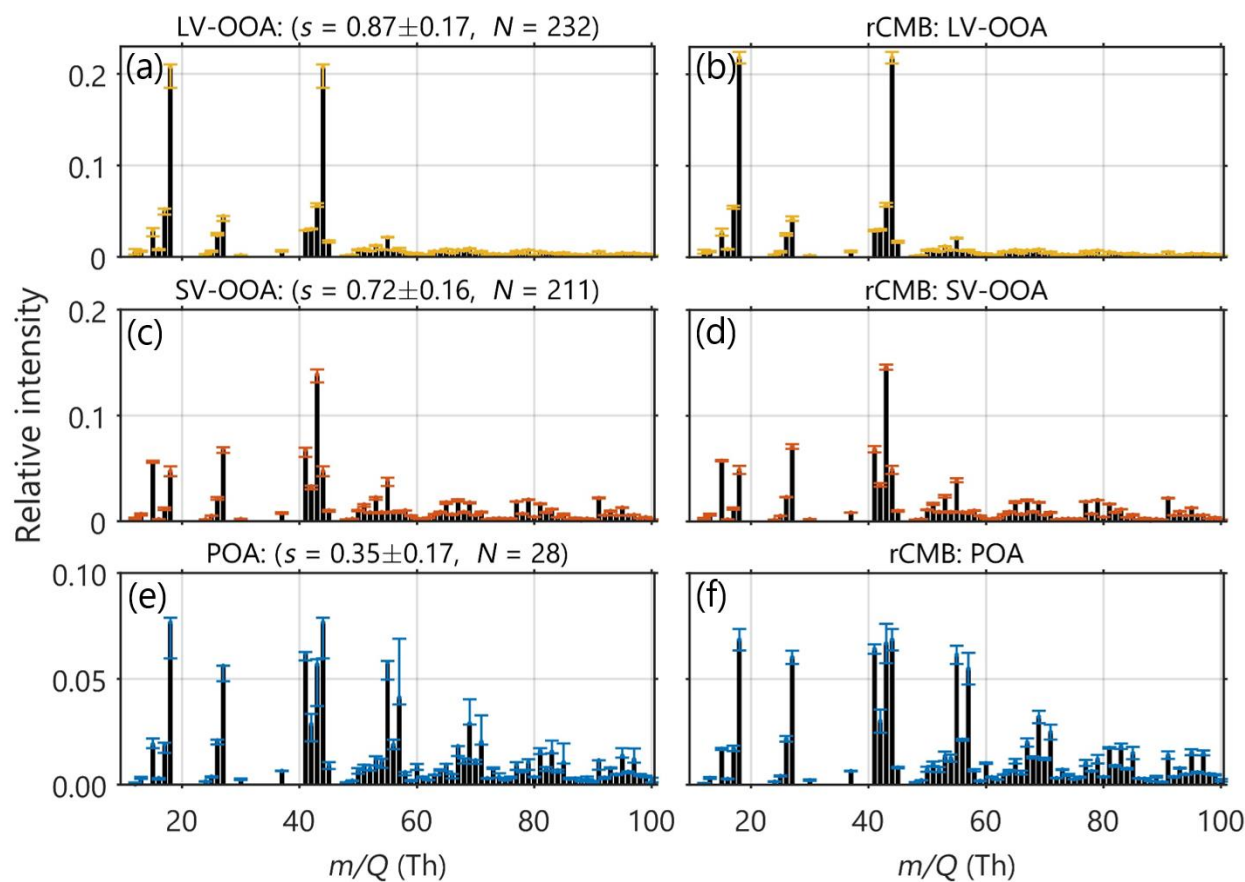 LV-OOA: (s = 0.87±0.17, N = 232)
rCMB: LV-OOA
(a)
(b)
0.2
0.1
0
SV-OOA: (s = 0.72±0.16, N = 211)
rCMB: SV-OOA
(c)
(d)
0.2
0.1
0
Relative intensity
POA: (s = 0.35±0.17, N = 28)
rCMB: POA
(e)
(f)
0.10
0.05
0.00
20 40 60 80 100
20 40 60 80 100
m/Q (Th)
m/Q (Th)